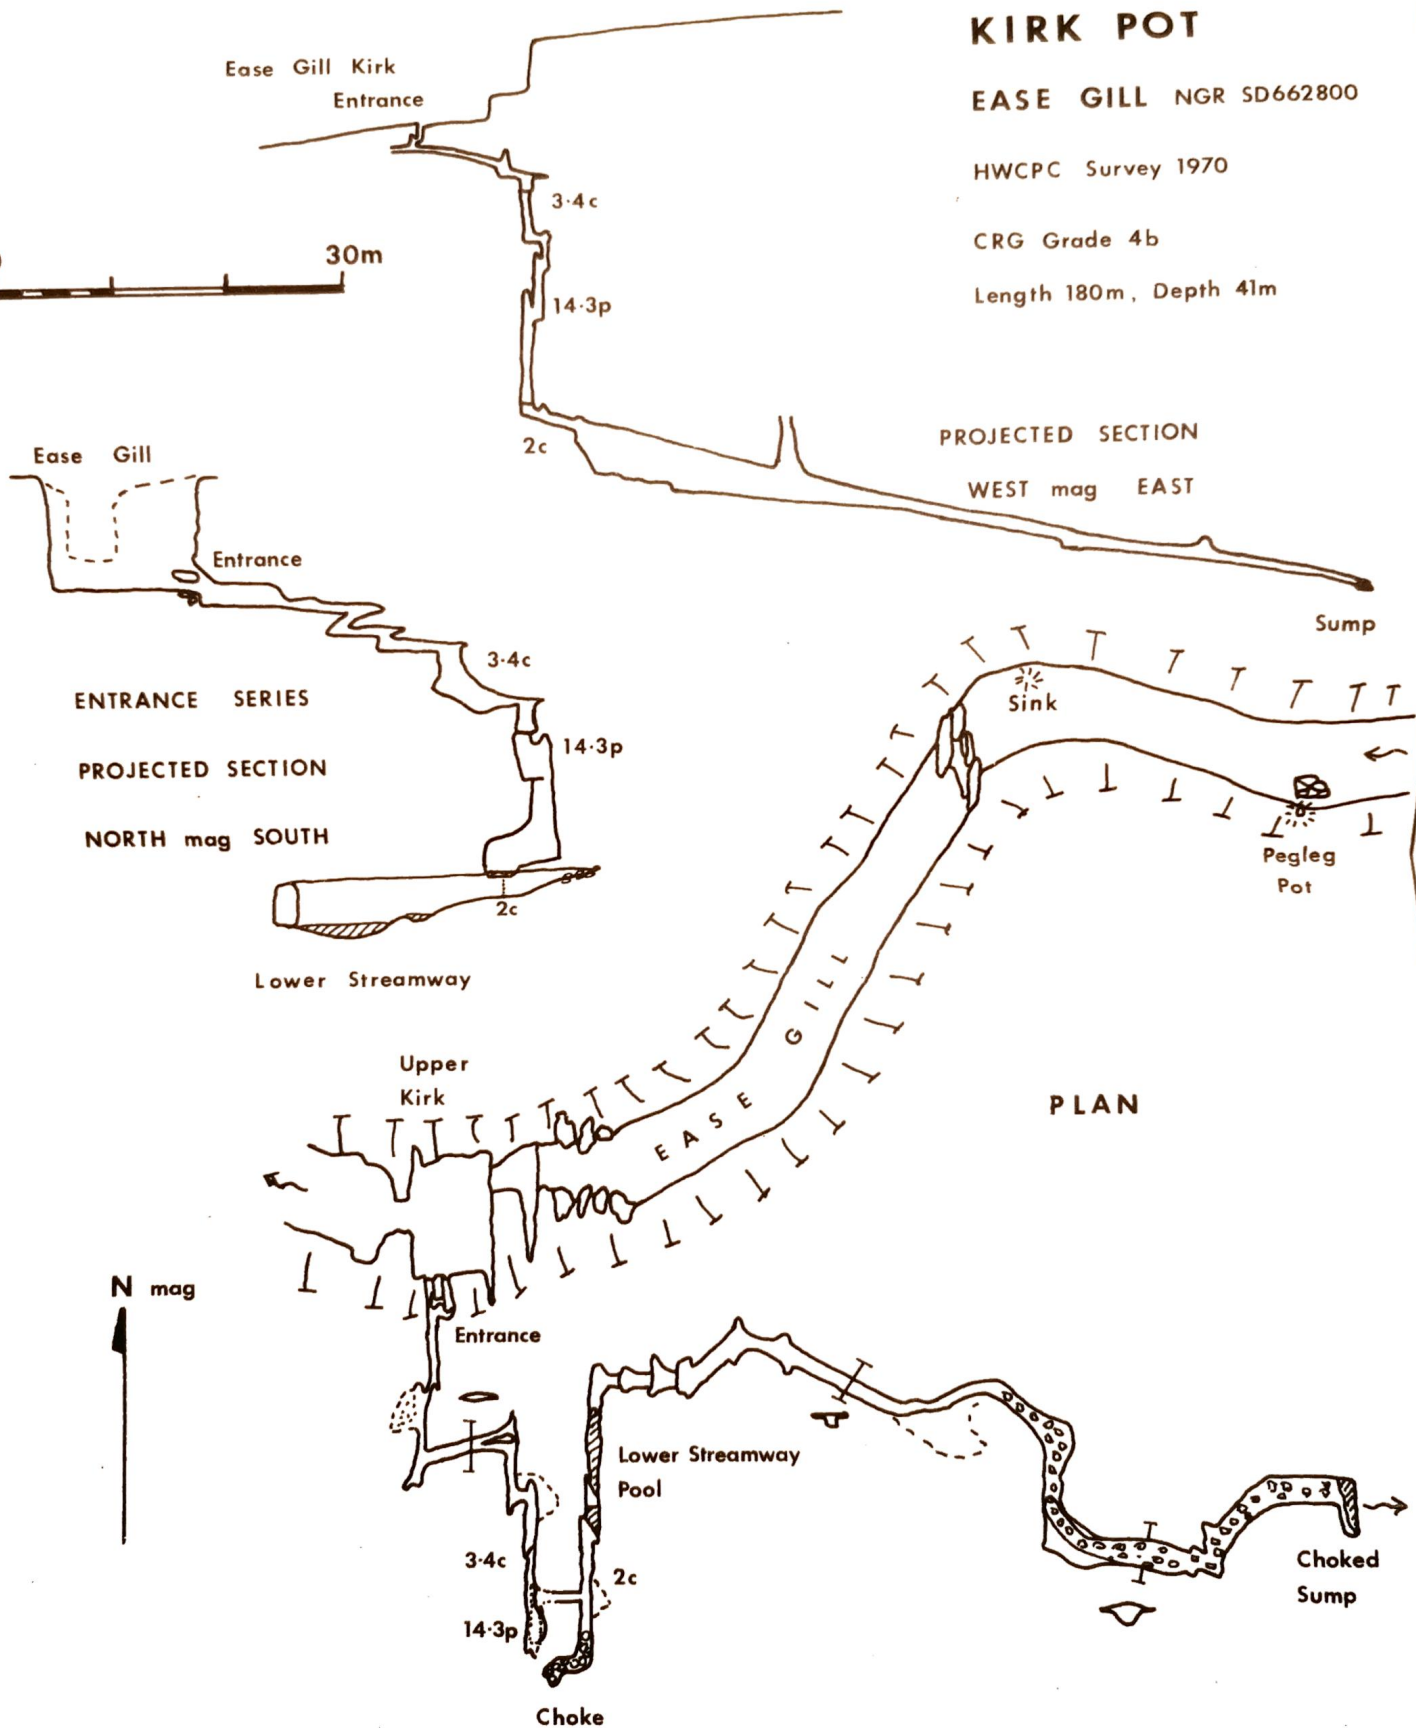 KIRK POT
EASE GILL NGR SD662800
HWCPC Survey 1970
CRG Grade 4b
Length 180m, Depth 41m
Ease Gill Kirk
Entrance
3·4c
30m
14·3p
2c
PROJECTED SECTION
WEST mag EAST
Sump
Ease Gill
Entrance
3·4c
ENTRANCE SERIES
14·3p
PROJECTED SECTION
NORTH mag SOUTH
2c
Lower Streamway
Sink
Pegleg
Pot
EASE GILL
Upper
Kirk
PLAN
N mag
Entrance
Lower Streamway
Pool
3·4c
2c
14·3p
Choke
Choked
Sump